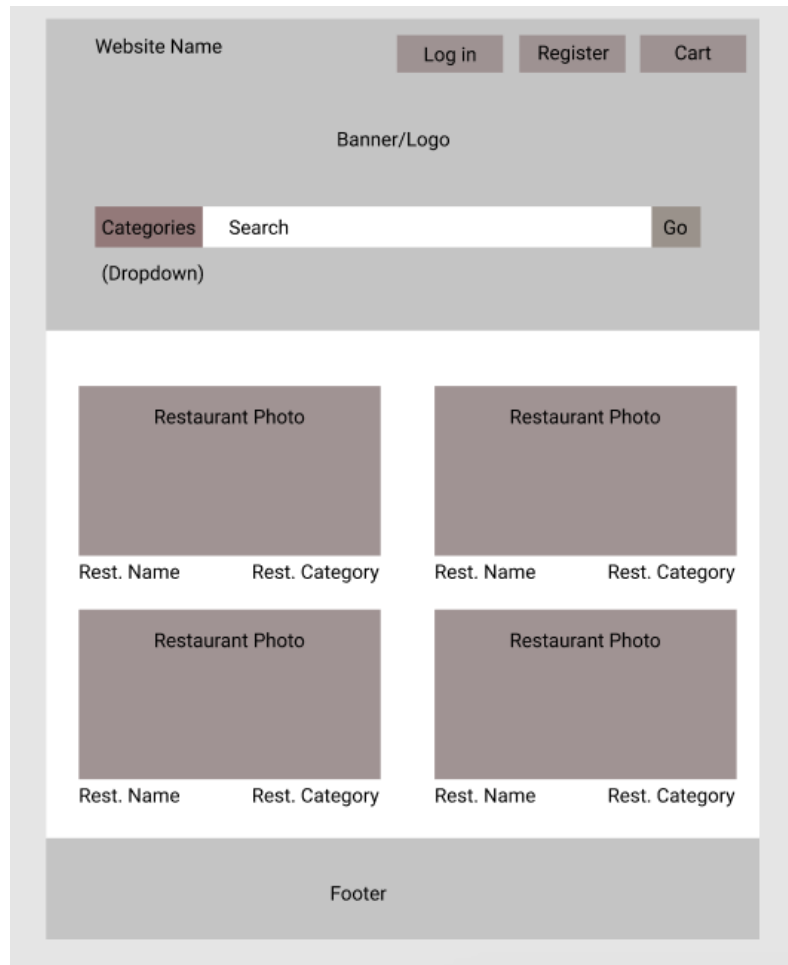 Website Name Log in Register Cart
Banner/Logo
Categories Search Go
(Dropdown)
Restaurant Photo Restaurant Photo
Rest. Name Rest. Category Rest. Name Rest. Category
Restaurant Photo Restaurant Photo
Rest. Name Rest. Category Rest. Name Rest. Category
Footer